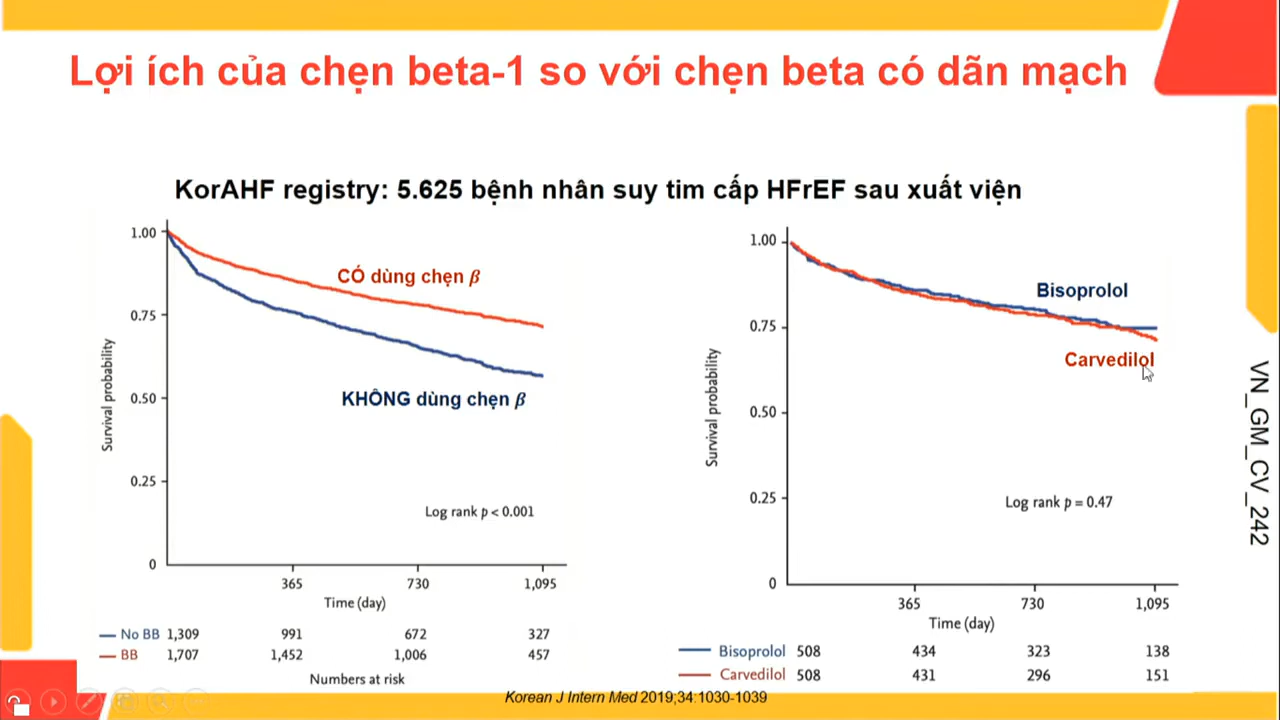 Lợi ích của chẹn beta-1 so với chẹn beta có dãn mạch
KorAHF registry: 5.625 bệnh nhân suy tim cấp HFrEF sau xuất viện
1.00
0.75
0.50
0.25
0
Survival probability
CÓ dùng chẹn β
KHÔNG dùng chẹn β
Log rank p < 0.001
365 730 1,095
Time (day)
No BB 1,309 991 672 327
BB 1,707 1,452 1,006 457
Numbers at risk
1.00
0.75
0.50
0.25
0
Survival probability
Bisoprolol
Carvedilol
Log rank p = 0.47
365 730 1,095
Time (day)
Bisoprolol 508 434 323 138
Carvedilol 508 431 296 151
Korean J Intern Med 2019;34:1030-1039
VN_GM_CV_242